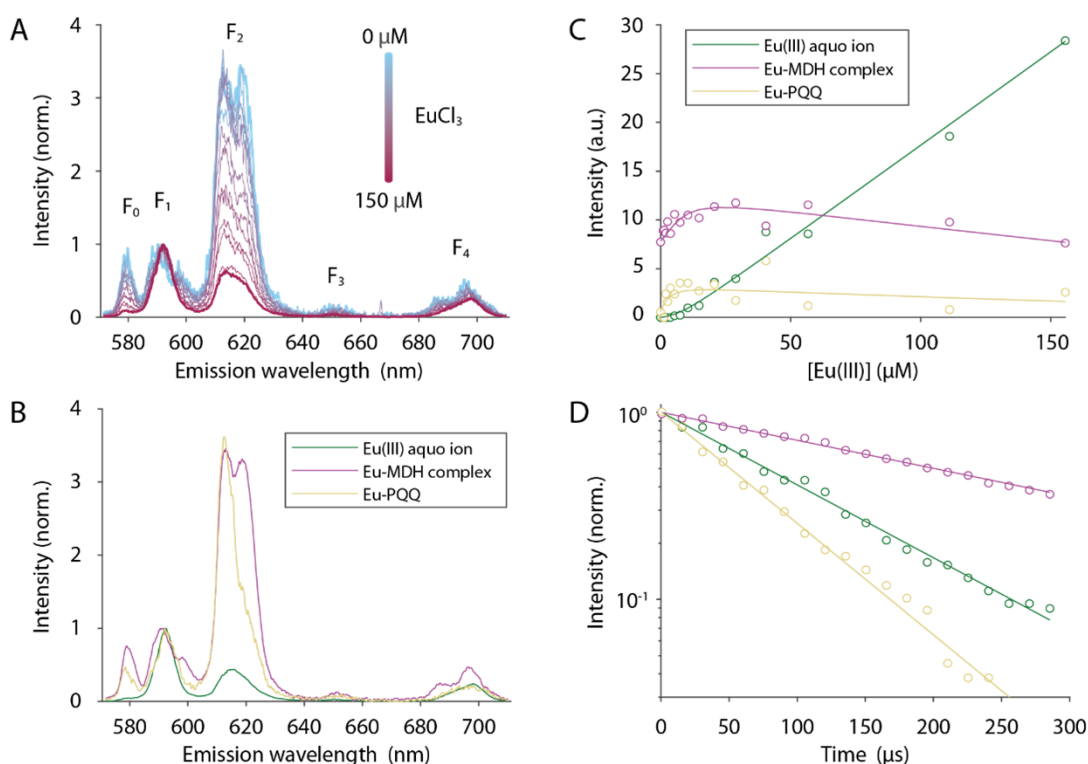 A
Intensity (norm.)
4
3
2
1
0
F₀
F₁
F₂
F₃
F₄
0 µM
EuCl₃
150 µM
580
600
620
640
660
680
700
Emission wavelength (nm)
B
Intensity (norm.)
4
3
2
1
0
Eu(III) aquo ion
Eu-MDH complex
Eu-PQQ
580
600
620
640
660
680
700
Emission wavelength (nm)
C
Intensity (a.u.)
30
25
20
15
10
5
0
Eu(III) aquo ion
Eu-MDH complex
Eu-PQQ
0
50
100
150
[Eu(III)] (µM)
D
Intensity (norm.)
10⁰
10⁻¹
0
50
100
150
200
250
300
Time (µs)